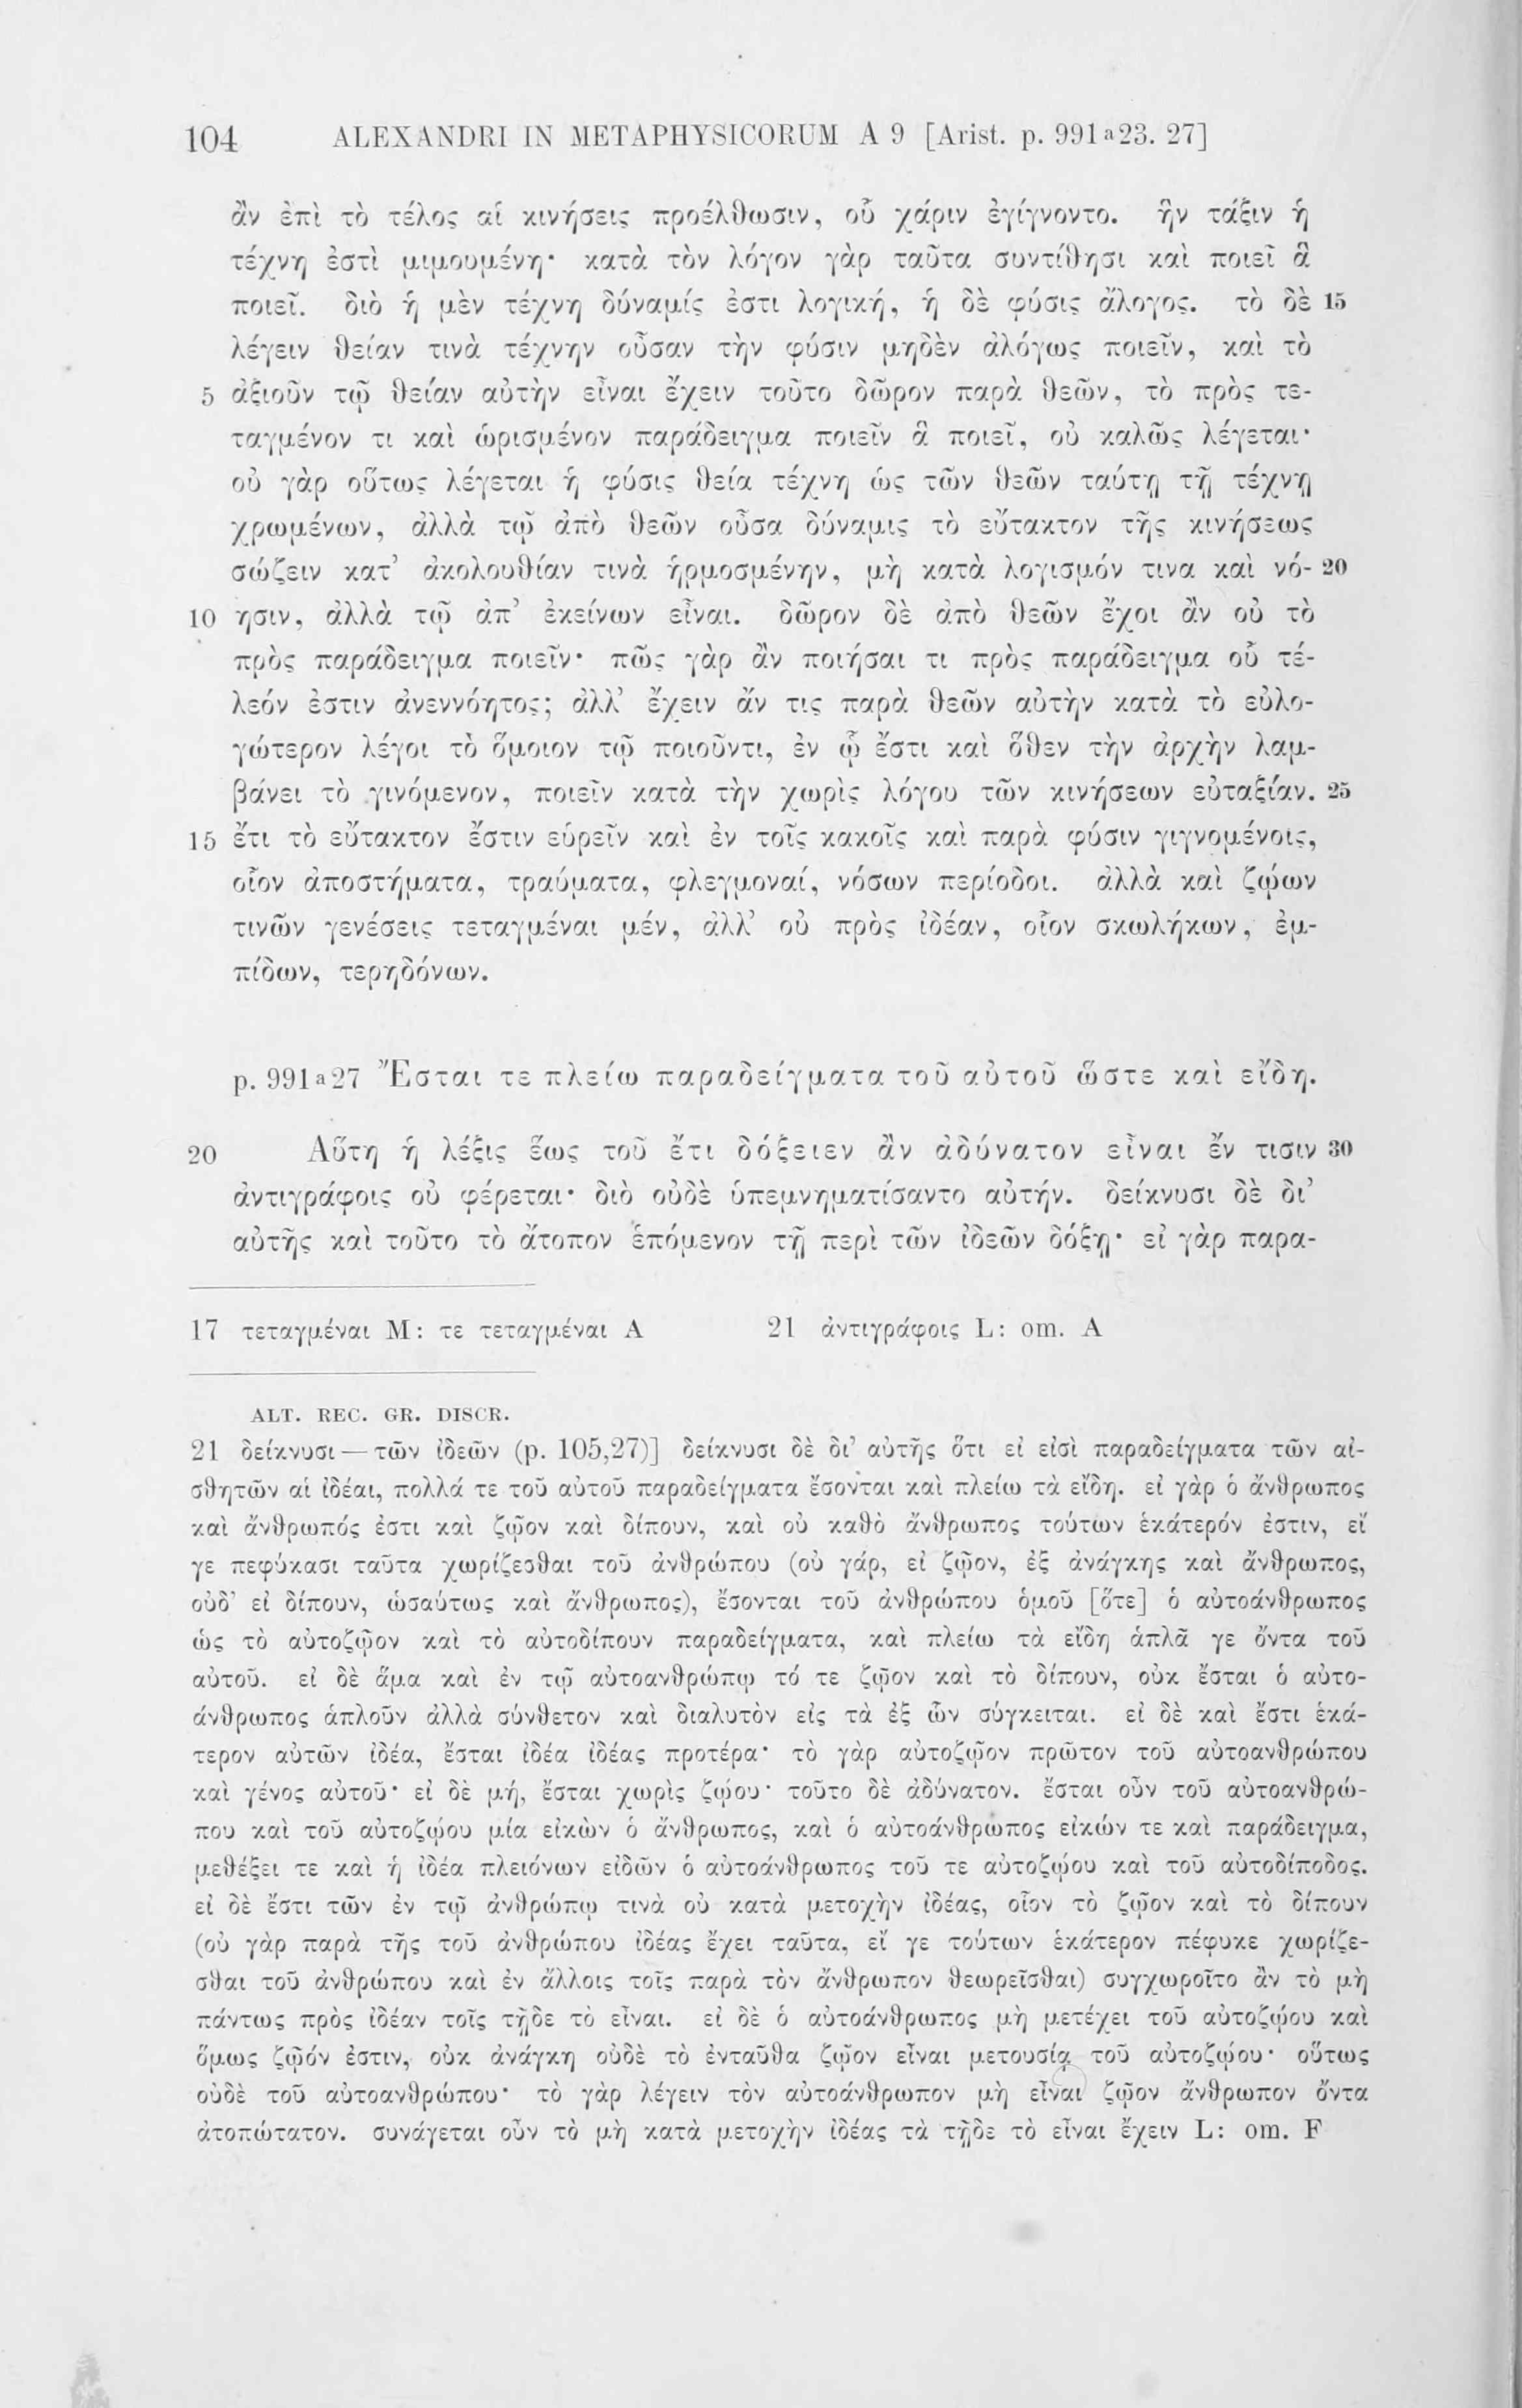 104 ALEXANDRI IN METAPHYSICORUM A 9 [Arist. p. 991a23. 27]
ἂν ἐπὶ τὸ τέλος αἱ κινήσεις προέλθωσιν, οὗ χάριν ἐγίγνοντο. ἣν τάξιν ἡ
τέχνη ἐστὶ μιμουμένη· κατὰ τὸν λόγον γὰρ ταῦτα συντίθησι καὶ ποιεῖ ἃ
ποιεῖ. διὸ ἡ μὲν τέχνη δύναμίς ἐστι λογική, ἡ δὲ φύσις ἄλογος. τὸ δὲ 15
λέγειν θείαν τινὰ τέχνην οὖσαν τὴν φύσιν μηδὲν ἀλόγως ποιεῖν, καὶ τὸ
5 ἀξιοῦν τῷ θείαν αὐτὴν εἶναι ἔχειν τοῦτο δῶρον παρὰ θεῶν, τὸ πρὸς τε-
ταγμένον τι καὶ ὡρισμένον παράδειγμα ποιεῖν ἃ ποιεῖ, οὐ καλῶς λέγεται·
οὐ γὰρ οὕτως λέγεται ἡ φύσις θεία τέχνη ὡς τῶν θεῶν ταύτῃ τῇ τέχνῃ
χρωμένων, ἀλλὰ τῷ ἀπὸ θεῶν οὖσα δύναμις τὸ εὔτακτον τῆς κινήσεως
σώζειν κατ’ ἀκολουθίαν τινὰ ἡρμοσμένην, μὴ κατὰ λογισμόν τινα καὶ νό- 20
10 ησιν, ἀλλὰ τῷ ἀπ’ ἐκείνων εἶναι. δῶρον δὲ ἀπὸ θεῶν ἔχοι ἂν οὐ τὸ
πρὸς παράδειγμα ποιεῖν· πῶς γὰρ ἂν ποιήσαι τι πρὸς παράδειγμα οὗ τέ-
λεόν ἐστιν ἀνεννόητος; ἀλλ’ ἔχειν ἄν τις παρὰ θεῶν αὐτὴν κατὰ τὸ εὐλο-
γώτερον λέγοι τὸ ὅμοιον τῷ ποιοῦντι, ἐν ᾧ ἔστι καὶ ὅθεν τὴν ἀρχὴν λαμ-
βάνει τὸ γινόμενον, ποιεῖν κατὰ τὴν χωρὶς λόγου τῶν κινήσεων εὐταξίαν. 25
15 ἔτι τὸ εὔτακτον ἔστιν εὑρεῖν καὶ ἐν τοῖς κακοῖς καὶ παρὰ φύσιν γιγνομένοις,
οἷον ἀποστήματα, τραύματα, φλεγμοναί, νόσων περίοδοι. ἀλλὰ καὶ ζῴων
τινῶν γενέσεις τεταγμέναι μέν, ἀλλ’ οὐ πρὸς ἰδέαν, οἷον σκωλήκων, ἐμ-
πίδων, τερηδόνων.
p. 991a27 Ἔσται τε πλείω παραδείγματα τοῦ αὐτοῦ ὥστε καὶ εἴδη.
20 Αὕτη ἡ λέξις ἕως τοῦ ἔτι δόξειεν ἂν ἀδύνατον εἶναι ἔν τισιν 30
ἀντιγράφοις οὐ φέρεται· διὸ οὐδὲ ὑπεμνηματίσαντο αὐτήν. δείκνυσι δὲ δι’
αὐτῆς καὶ τοῦτο τὸ ἄτοπον ἑπόμενον τῇ περὶ τῶν ἰδεῶν δόξῃ· εἰ γὰρ παρα-
17 τεταγμέναι M: τε τεταγμέναι A 21 ἀντιγράφοις L: om. A
ALT. REC. GR. DISCR.
21 δείκνυσι — τῶν ἰδεῶν (p. 105,27)] δείκνυσι δὲ δι’ αὐτῆς ὅτι εἰ εἰσὶ παραδείγματα τῶν αἰ-
σθητῶν αἱ ἰδέαι, πολλά τε τοῦ αὐτοῦ παραδείγματα ἔσονται καὶ πλείω τὰ εἴδη. εἰ γὰρ ὁ ἄνθρωπος
καὶ ἄνθρωπός ἐστι καὶ ζῷον καὶ δίπουν, καὶ οὐ καθὸ ἄνθρωπος τούτων ἑκάτερόν ἐστιν, εἴ
γε πεφύκασι ταῦτα χωρίζεσθαι τοῦ ἀνθρώπου (οὐ γάρ, εἰ ζῷον, ἐξ ἀνάγκης καὶ ἄνθρωπος,
οὐδ’ εἰ δίπουν, ὡσαύτως καὶ ἄνθρωπος), ἔσονται τοῦ ἀνθρώπου ὁμοῦ [ὅτε] ὁ αὐτοάνθρωπος
ὡς τὸ αὐτοζῷον καὶ τὸ αὐτοδίπουν παραδείγματα, καὶ πλείω τὰ εἴδη ἁπλᾶ γε ὄντα τοῦ
αὐτοῦ. εἰ δὲ ἅμα καὶ ἐν τῷ αὐτοανθρώπῳ τό τε ζῷον καὶ τὸ δίπουν, οὐκ ἔσται ὁ αὐτο-
άνθρωπος ἁπλοῦν ἀλλὰ σύνθετον καὶ διαλυτὸν εἰς τὰ ἐξ ὧν σύγκειται. εἰ δὲ καὶ ἔστι ἑκά-
τερον αὐτῶν ἰδέα, ἔσται ἰδέα ἰδέας προτέρα· τὸ γὰρ αὐτοζῷον πρῶτον τοῦ αὐτοανθρώπου
καὶ γένος αὐτοῦ· εἰ δὲ μή, ἔσται χωρὶς ζῴου· τοῦτο δὲ ἀδύνατον. ἔσται οὖν τοῦ αὐτοανθρώ-
που καὶ τοῦ αὐτοζῴου μία εἰκὼν ὁ ἄνθρωπος, καὶ ὁ αὐτοάνθρωπος εἰκών τε καὶ παράδειγμα,
μεθέξει τε καὶ ἡ ἰδέα πλειόνων εἰδῶν ὁ αὐτοάνθρωπος τοῦ τε αὐτοζῴου καὶ τοῦ αὐτοδίποδος.
εἰ δὲ ἔστι τῶν ἐν τῷ ἀνθρώπῳ τινὰ οὐ κατὰ μετοχὴν ἰδέας, οἷον τὸ ζῷον καὶ τὸ δίπουν
(οὐ γὰρ παρὰ τῆς τοῦ ἀνθρώπου ἰδέας ἔχει ταῦτα, εἴ γε τούτων ἑκάτερον πέφυκε χωρίζε-
σθαι τοῦ ἀνθρώπου καὶ ἐν ἄλλοις τοῖς παρὰ τὸν ἄνθρωπον θεωρεῖσθαι) συγχωροῖτο ἂν τὸ μὴ
πάντως πρὸς ἰδέαν τοῖς τῇδε τὸ εἶναι. εἰ δὲ ὁ αὐτοάνθρωπος μὴ μετέχει τοῦ αὐτοζῴου καὶ
ὅμως ζῷόν ἐστιν, οὐκ ἀνάγκη οὐδὲ τὸ ἐνταῦθα ζῷον εἶναι μετουσίᾳ τοῦ αὐτοζῴου· οὕτως
οὐδὲ τοῦ αὐτοανθρώπου· τὸ γὰρ λέγειν τὸν αὐτοάνθρωπον μὴ εἶναι ζῷον ἄνθρωπον ὄντα
ἀτοπώτατον. συνάγεται οὖν τὸ μὴ κατὰ μετοχὴν ἰδέας τὰ τῇδε τὸ εἶναι ἔχειν L: om. F